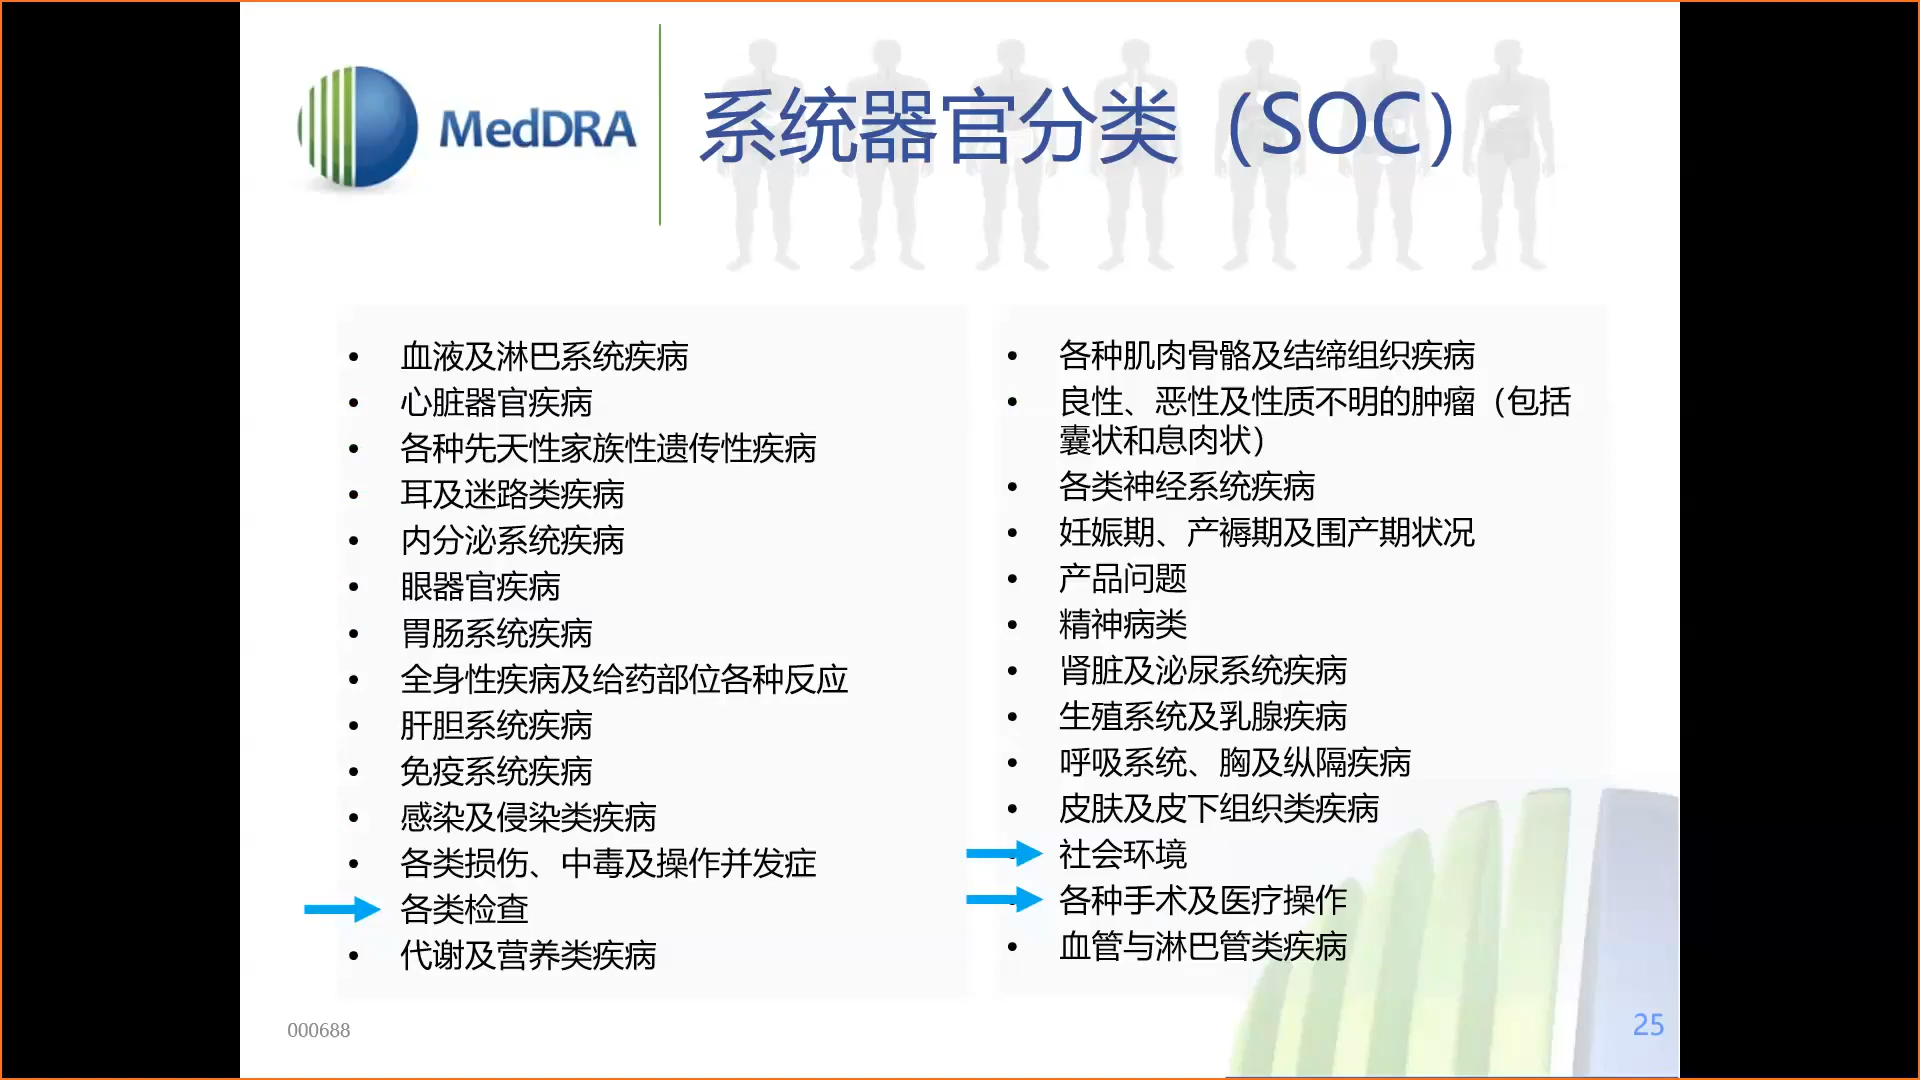 MedDRA
系统器官分类（SOC）
• 血液及淋巴系统疾病
• 心脏器官疾病
• 各种先天性家族性遗传性疾病
• 耳及迷路类疾病
• 内分泌系统疾病
• 眼器官疾病
• 胃肠系统疾病
• 全身性疾病及给药部位各种反应
• 肝胆系统疾病
• 免疫系统疾病
• 感染及侵染类疾病
• 各类损伤、中毒及操作并发症
各类检查
• 代谢及营养类疾病
• 各种肌肉骨骼及结缔组织疾病
• 良性、恶性及性质不明的肿瘤（包括
囊状和息肉状）
• 各类神经系统疾病
• 妊娠期、产褥期及围产期状况
• 产品问题
• 精神病类
• 肾脏及泌尿系统疾病
• 生殖系统及乳腺疾病
• 呼吸系统、胸及纵隔疾病
• 皮肤及皮下组织类疾病
社会环境
各种手术及医疗操作
• 血管与淋巴管类疾病
000688
25